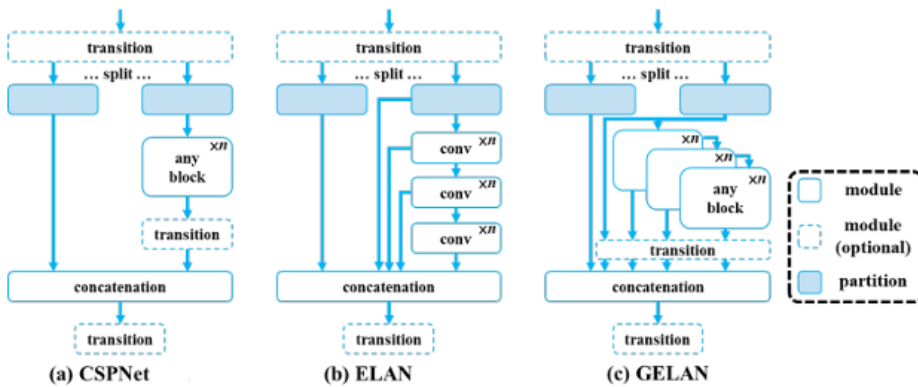 transition
... split ...
×n
any
block
transition
concatenation
transition
(a) CSPNet
transition
... split ...
×n
conv
×n
conv
×n
conv
concatenation
transition
(b) ELAN
transition
... split ...
×n
×n
×n
any
block
transition
concatenation
transition
(c) GELAN
module
module
(optional)
partition